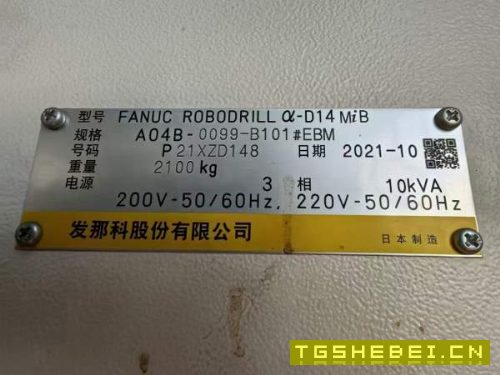 型号 FANUC ROBODRILL α-D14MiB
规格 A04B-0099-B101#EBM
号码 P21XZD148 日期 2021-10
重量 2100kg
电源 3 相 10kVA
200V-50/60Hz, 220V-50/60Hz
发那科股份有限公司 日本制造
TGSHEBEI.CN